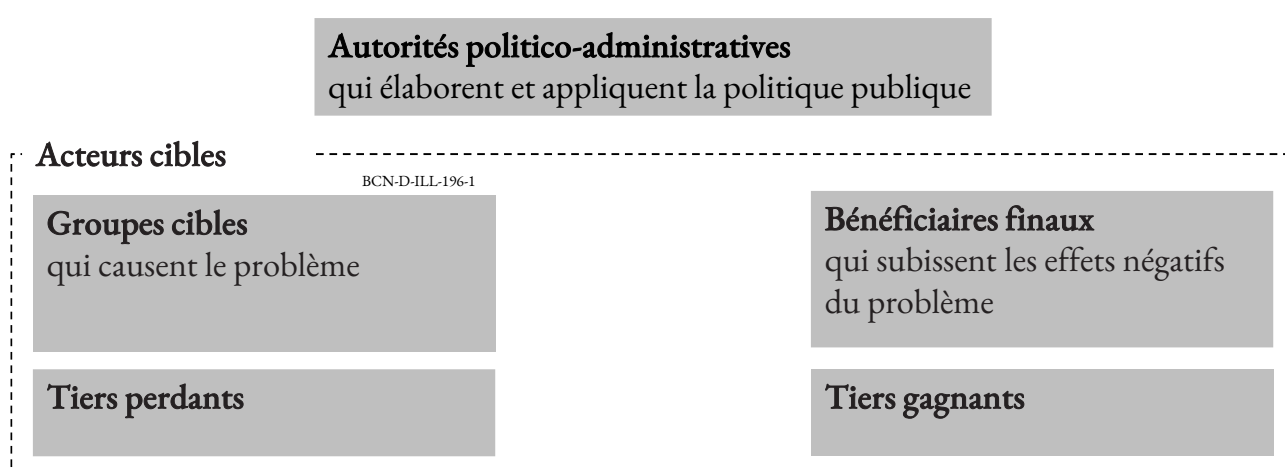 Autorités politico-administratives
qui élaborent et appliquent la politique publique
Acteurs cibles
BCN-D-ILL-196-1
Groupes cibles
qui causent le problème
Bénéficiaires finaux
qui subissent les effets négatifs
du problème
Tiers perdants
Tiers gagnants